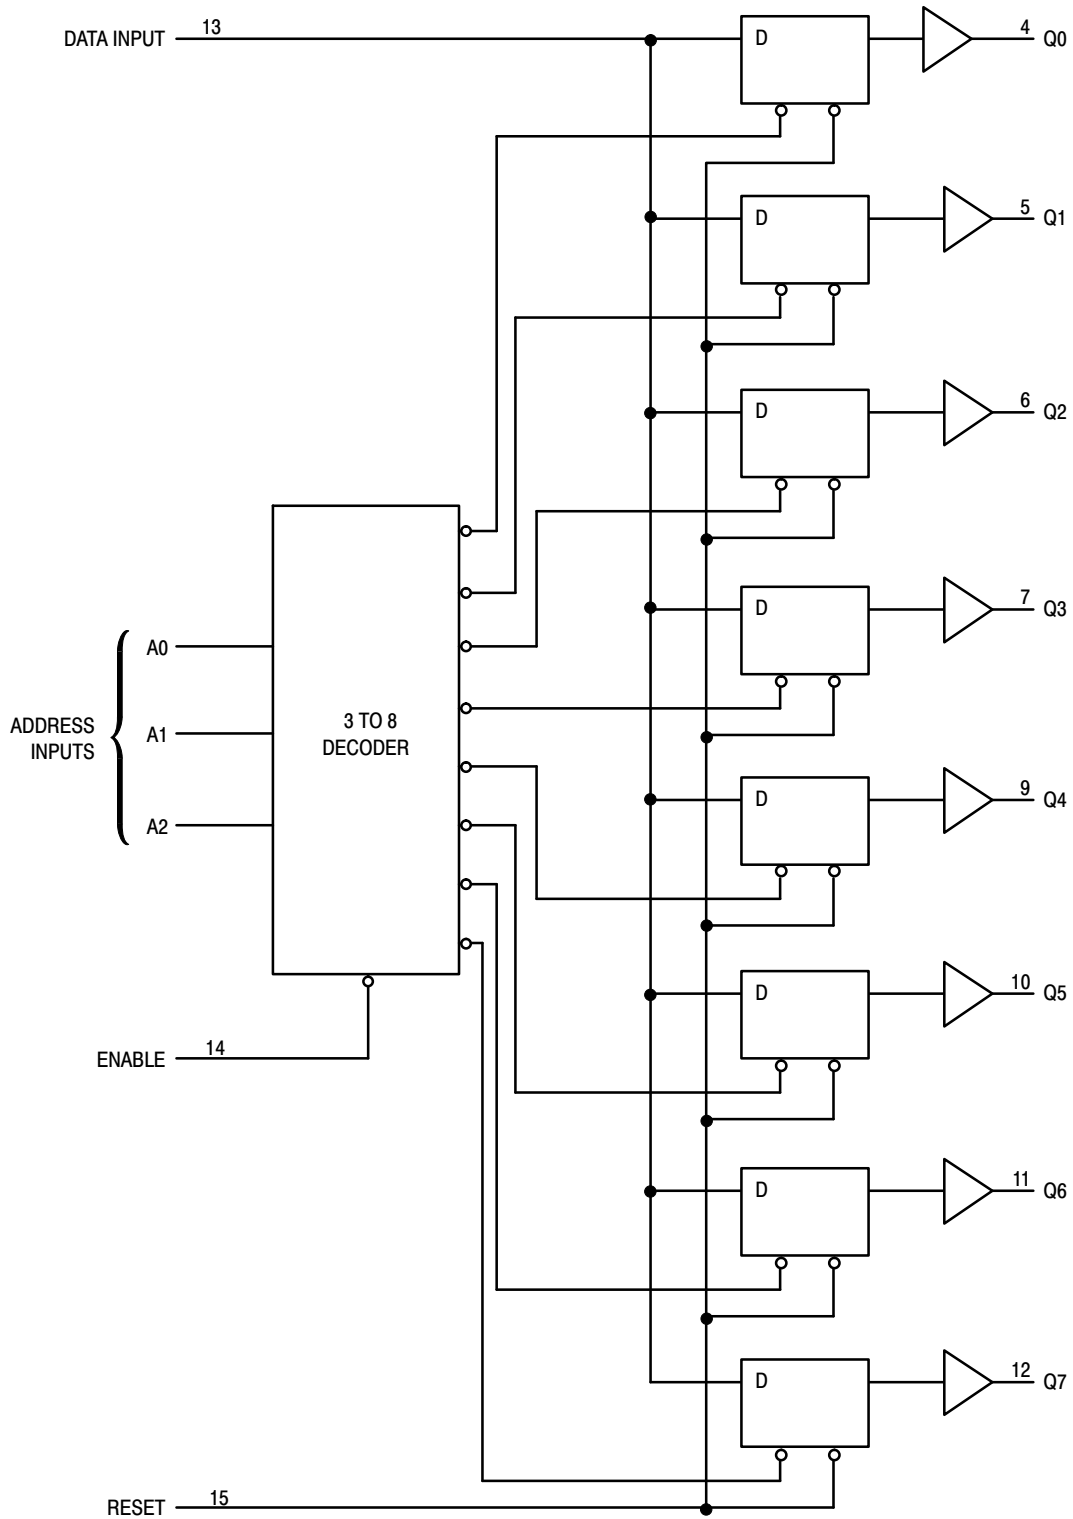 DATA INPUT 13 D 4 Q0
D 5 Q1
D 6 Q2
D 7 Q3
A0
ADDRESS
INPUTS
A1
A2
3 TO 8
DECODER
D 9 Q4
D 10 Q5
ENABLE 14
D 11 Q6
D 12 Q7
RESET 15